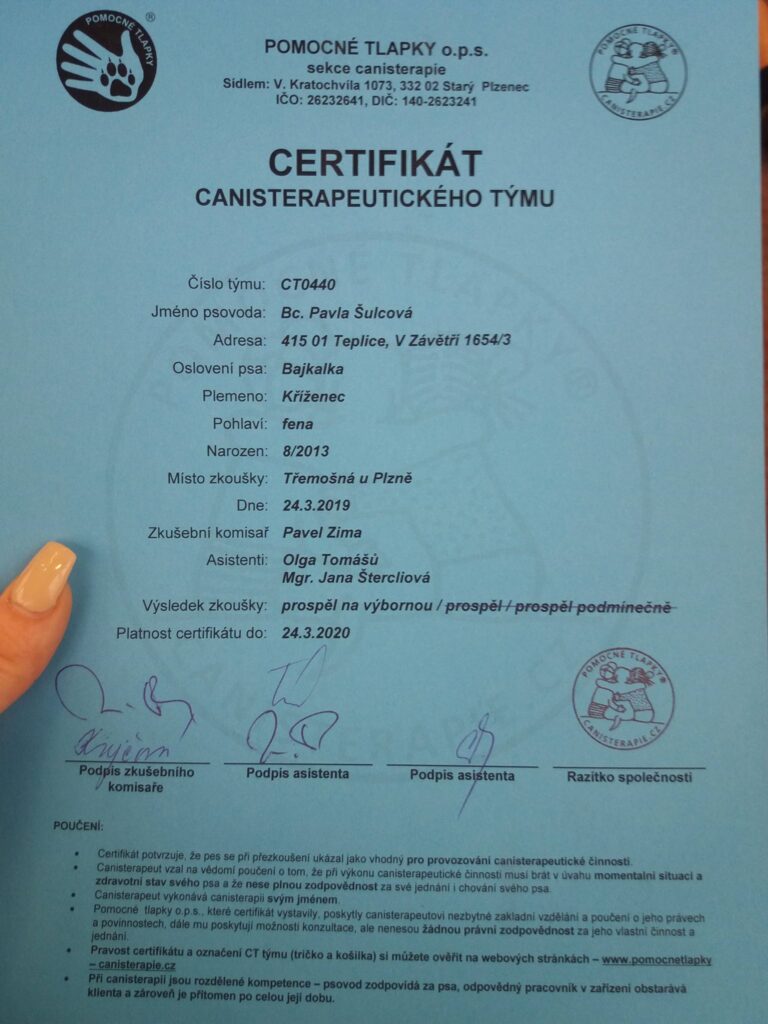 POMOCNÉ TLAPKY ®
POMOCNÉ TLAPKY o.p.s.
sekce canisterapie
Sídlem: V. Kratochvíla 1073, 332 02 Starý Plzenec
IČO: 26232641, DIČ: 140-2623241
POMOCNÉ TLAPKY®
CANISTERAPIE.CZ
CERTIFIKÁT
CANISTERAPEUTICKÉHO TÝMU
Číslo týmu: CT0440
Jméno psovoda: Bc. Pavla Šulcová
Adresa: 415 01 Teplice, V Závětří 1654/3
Oslovení psa: Bajkalka
Plemeno: Kříženec
Pohlaví: fena
Narozen: 8/2013
Místo zkoušky: Třemošná u Plzně
Dne: 24.3.2019
Zkušební komisař Pavel Zima
Asistenti: Olga Tomášů
Mgr. Jana Štercliová
Výsledek zkoušky: prospěl na výbornou / prospěl / prospěl podmínečně
Platnost certifikátu do: 24.3.2020
POMOCNÉ TLAPKY®
CANISTERAPIE.CZ
Podpis zkušebního komisaře
Podpis asistenta
Podpis asistenta
Razítko společnosti
POUČENÍ:
• Certifikát potvrzuje, že pes se při přezkoušení ukázal jako vhodný pro provozování canisterapeutické činnosti.
• Canisterapeut vzal na vědomí poučení o tom, že při výkonu canisterapeutické činnosti musí brát v úvahu momentalní situaci a
zdravotní stav svého psa a že nese plnou zodpovědnost za své jednání i chování svého psa.
• Canisterapeut vykonává canisterapii svým jménem.
• Pomocné tlapky o.p.s., které certifikát vystavily, poskytly canisterapeutovi nezbytné zakladní vzdělání a poučení o jeho právech
a povinnostech, dále mu poskytují možnosti konzultace, ale nenesou žádnou právní zodpovědnost za jeho vlastní činnost a
jednání.
• Pravost certifikátu a označení CT týmu (tričko a košilka) si můžete ověřit na webových stránkách – www.pomocnetlapky
– canisterapie.cz
• Při canisterapii jsou rozdělené kompetence – psovod zodpovídá za psa, odpovědný pracovník v zařízení obstarává
klienta a zároveň je přítomen po celou její dobu.